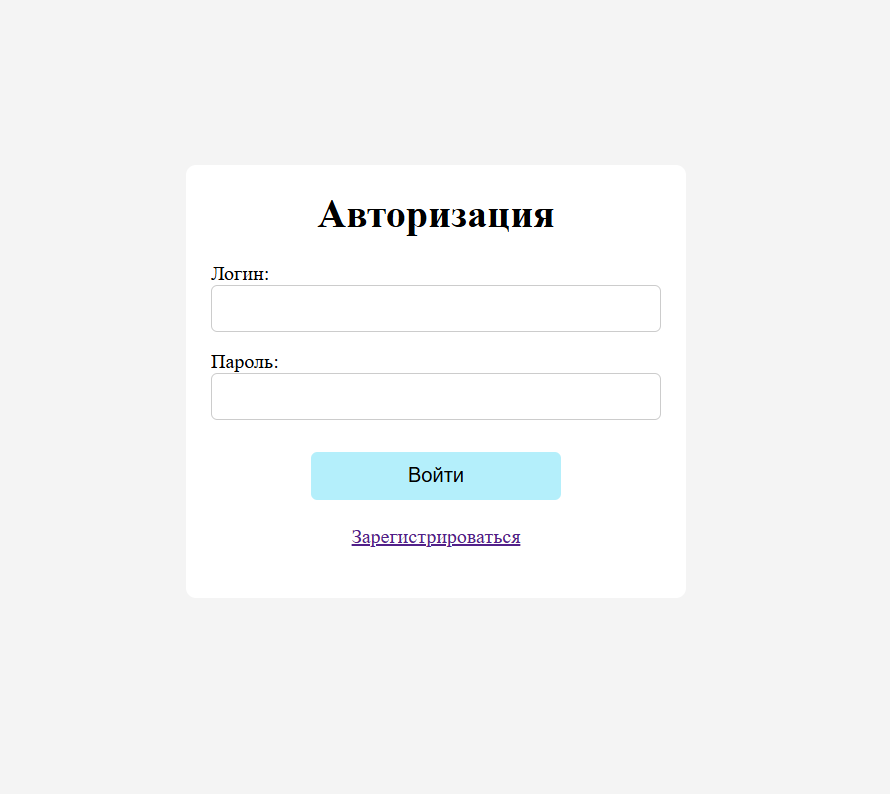 Авторизация
Логин:
Пароль:
Войти
Зарегистрироваться